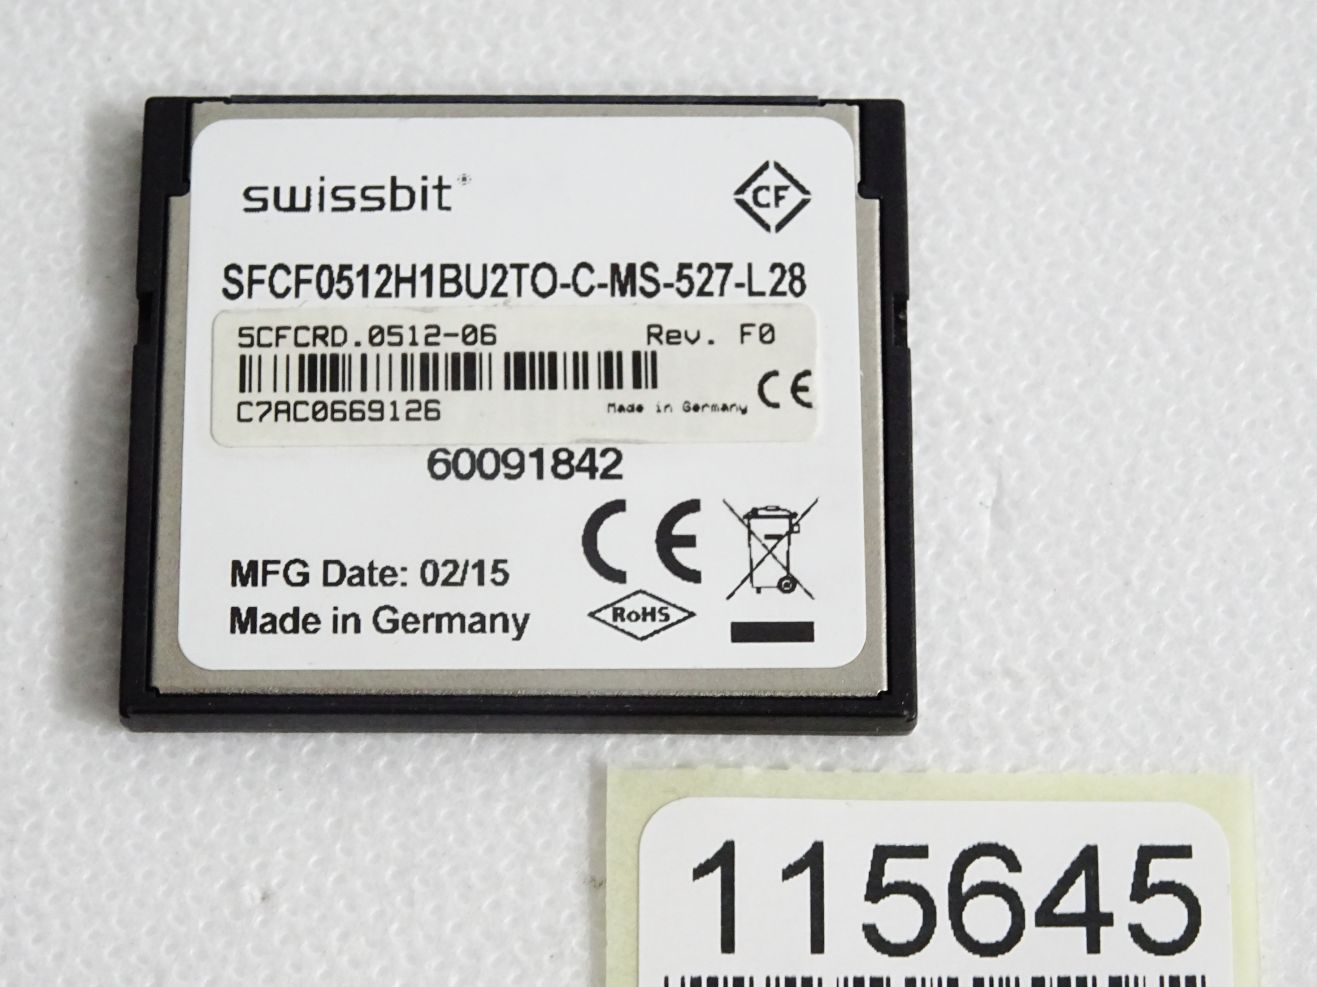 swissbit
CF
SFCF0512H1BU2TO-C-MS-527-L28
5CFCRD.0512-06 Rev. F0
C7AC0669126 Made in Germany CE
60091842
CE
MFG Date: 02/15
Made in Germany
RoHS
115645